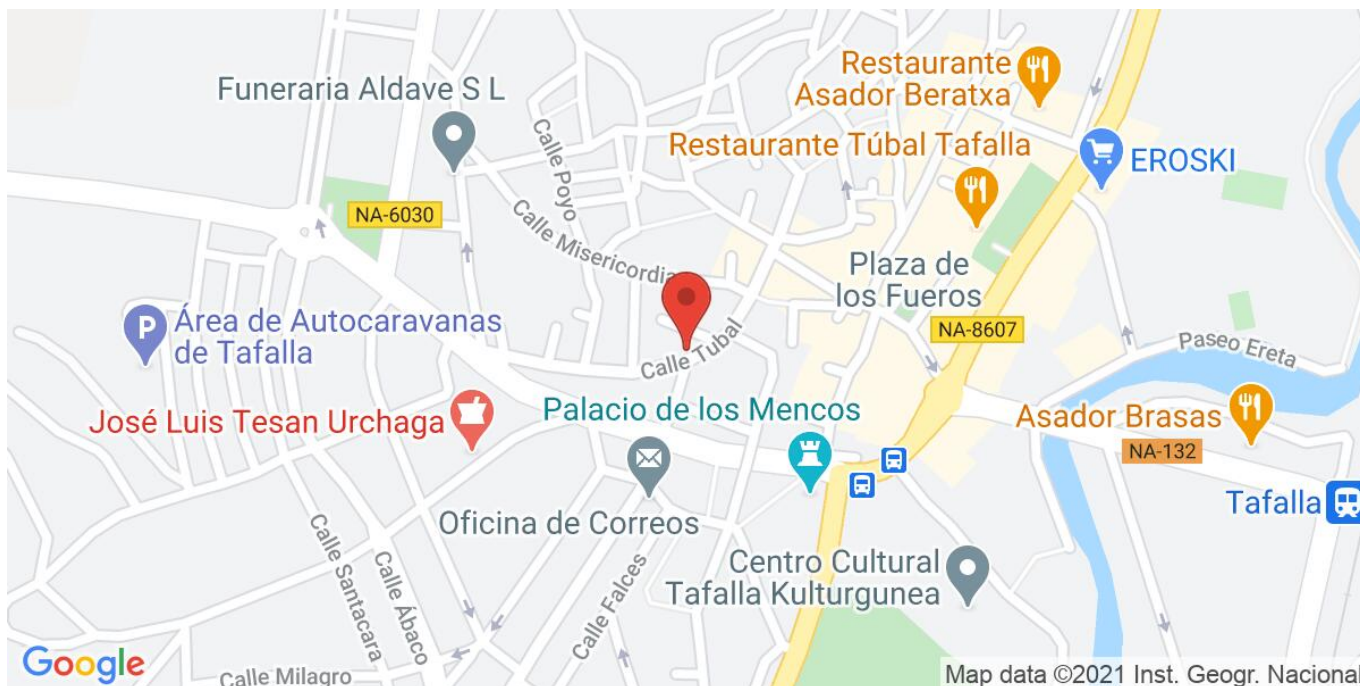 Restaurante
Asador Beratxa
Funeraria Aldave S L
Restaurante Túbal Tafalla
EROSKI
Calle Poyo
NA-6030
Calle Misericordia
Plaza de
los Fueros
NA-8607
Área de Autocaravanas
de Tafalla
Calle Tubal
Paseo Ereta
José Luis Tesan Urchaga
Palacio de los Mencos
Asador Brasas
NA-132
Tafalla
Oficina de Correos
Centro Cultural
Tafalla Kulturgunea
Calle Santacara
Calle Ábaco
Calle Falces
Calle Milagro
Google
Map data ©2021 Inst. Geogr. Nacional